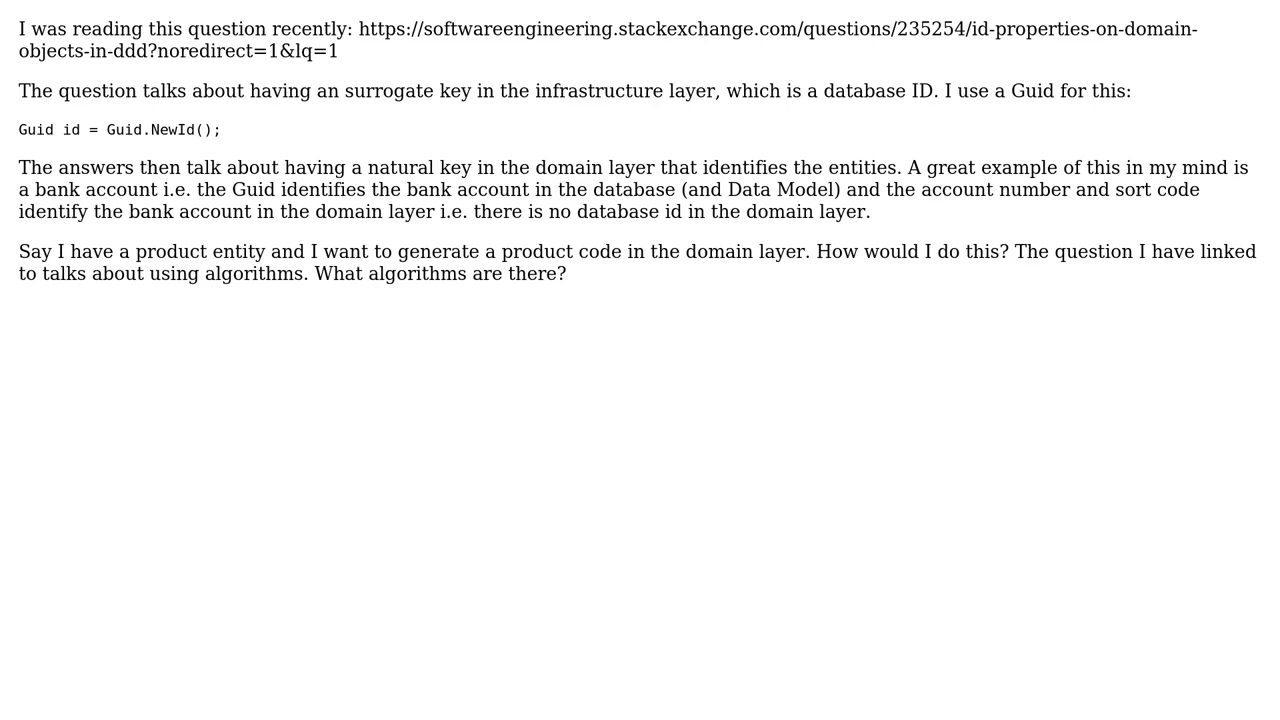 I was reading this question recently: https://softwareengineering.stackexchange.com/questions/235254/id-properties-on-domain-
objects-in-ddd?noredirect=1&lq=1
The question talks about having an surrogate key in the infrastructure layer, which is a database ID. I use a Guid for this:
Guid id = Guid.NewId();
The answers then talk about having a natural key in the domain layer that identifies the entities. A great example of this in my mind is
a bank account i.e. the Guid identifies the bank account in the database (and Data Model) and the account number and sort code
identify the bank account in the domain layer i.e. there is no database id in the domain layer.
Say I have a product entity and I want to generate a product code in the domain layer. How would I do this? The question I have linked
to talks about using algorithms. What algorithms are there?